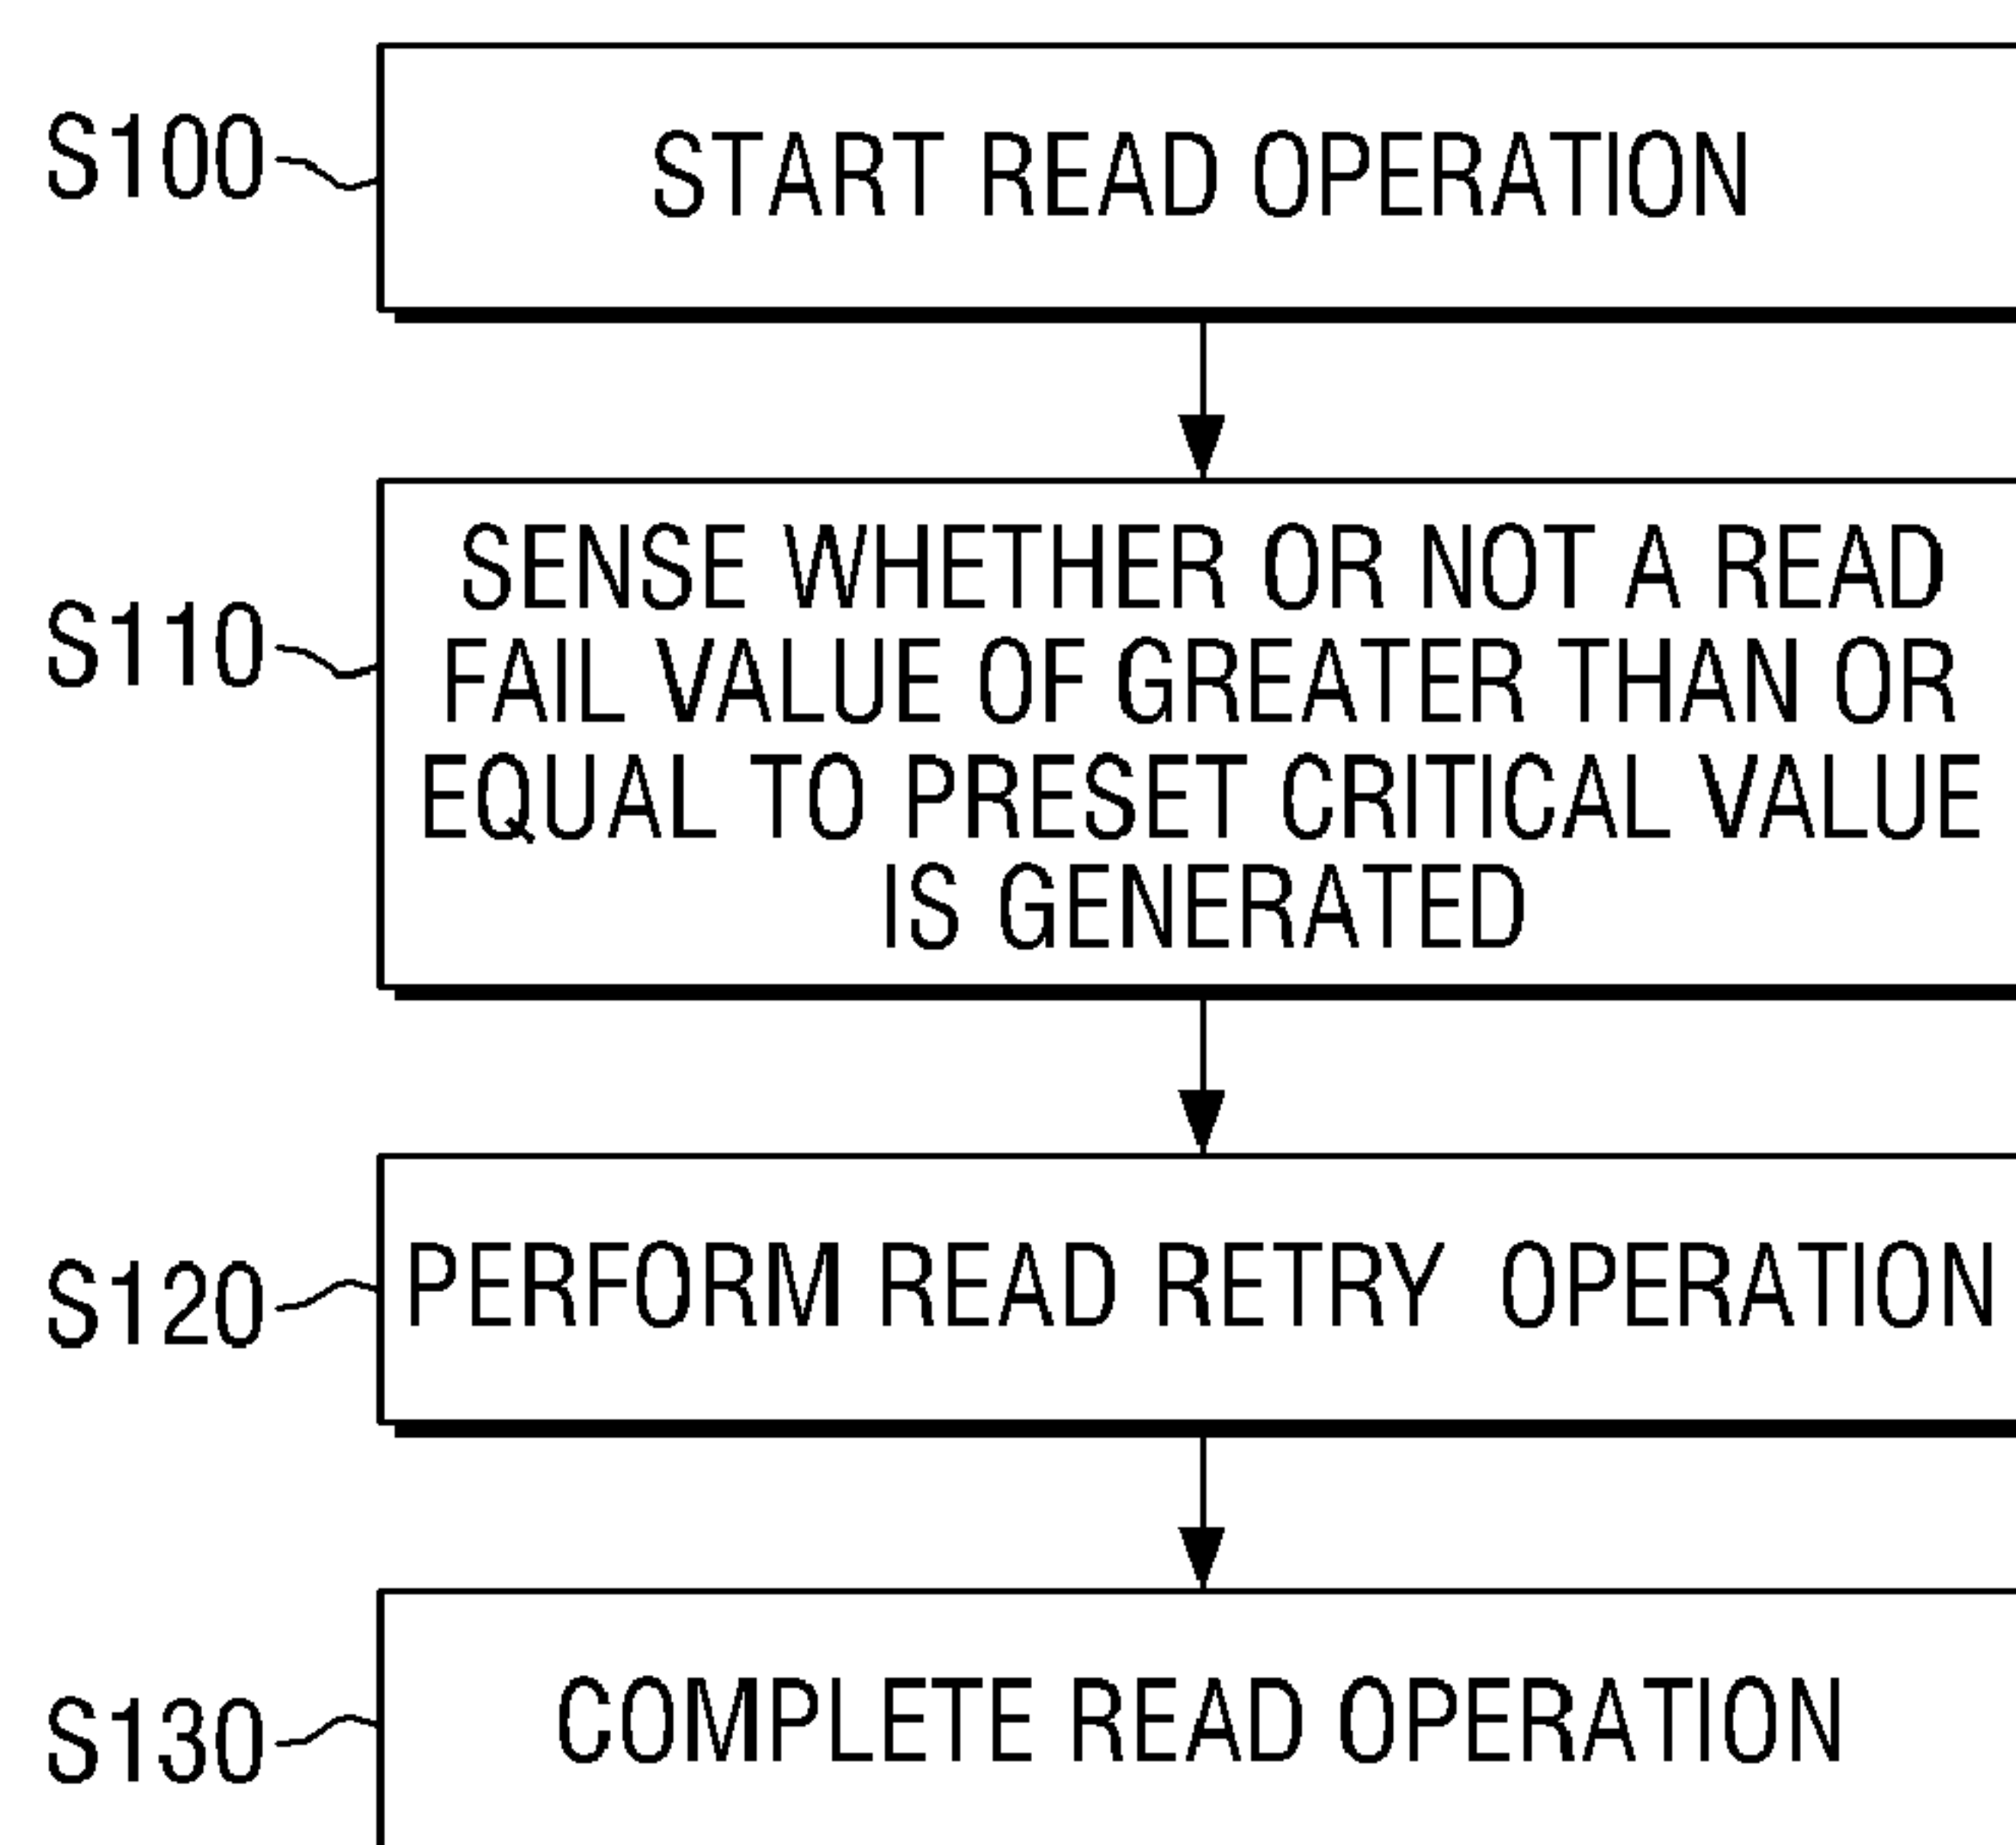 S100
START READ OPERATION
S110
SENSE WHETHER OR NOT A READ
FAIL VALUE OF GREATER THAN OR
EQUAL TO PRESET CRITICAL VALUE
IS GENERATED
S120
PERFORM READ RETRY OPERATION
S130
COMPLETE READ OPERATION